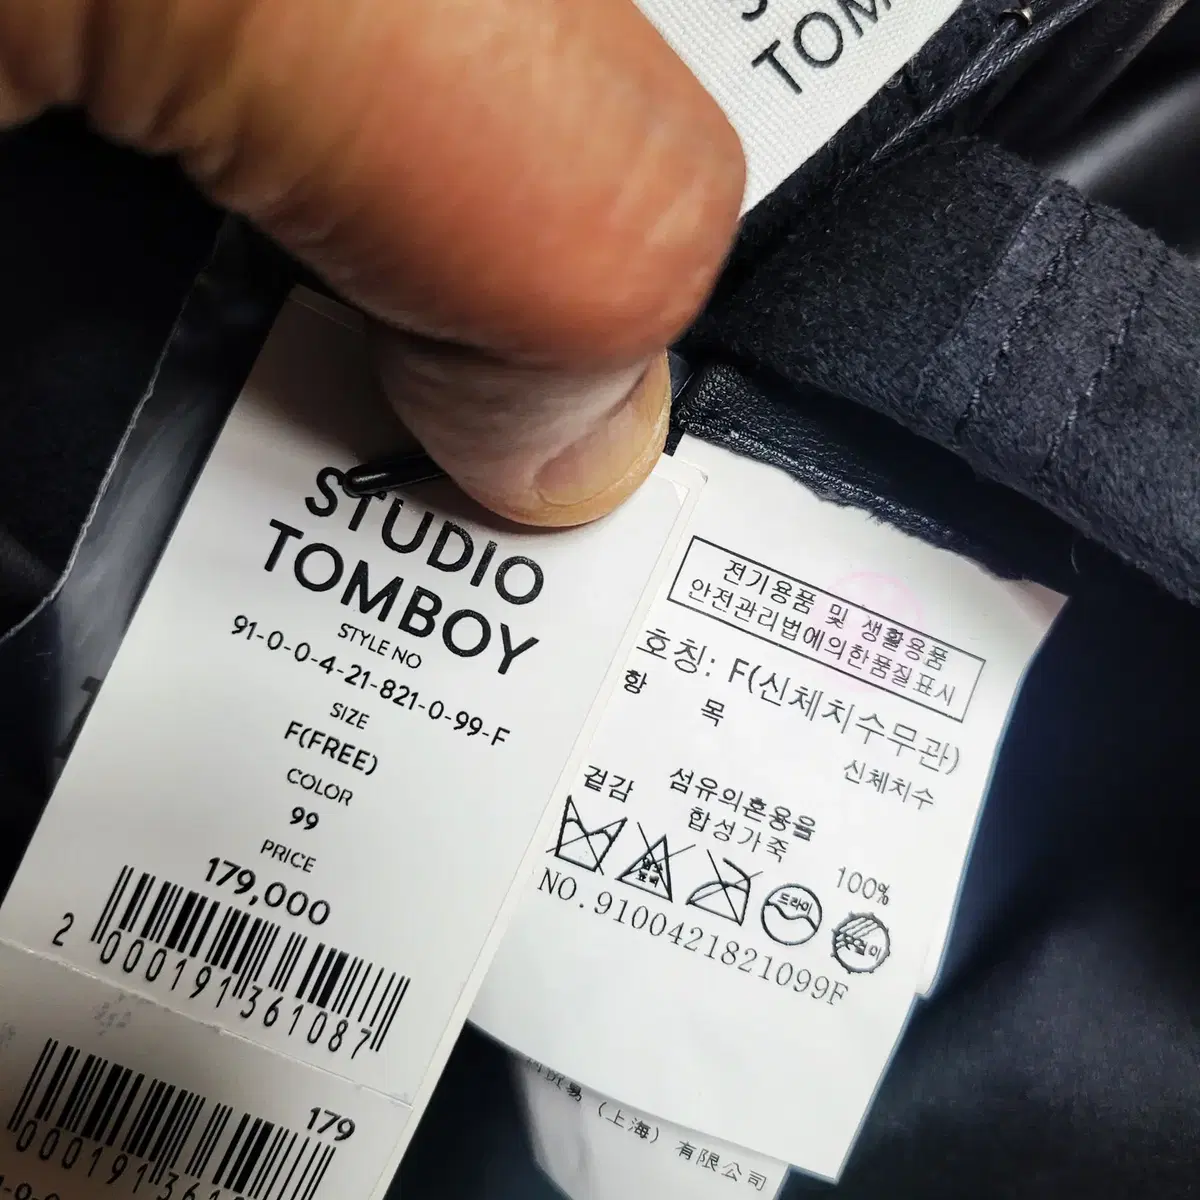 TOM
STUDIO
TOMBOY
STYLE NO
91-0-0-4-21-821-0-99-F
SIZE
F(FREE)
COLOR
99
PRICE
179,000
2 000191361087
179
전기용품 및 생활용품
안전관리법에의한품질표시
호칭: F(신체치수무관)
항 목
신체치수
섬유의혼용율
겉감 합성가죽 100%
드라이
NO.9100421821099F
(上海)有限公司